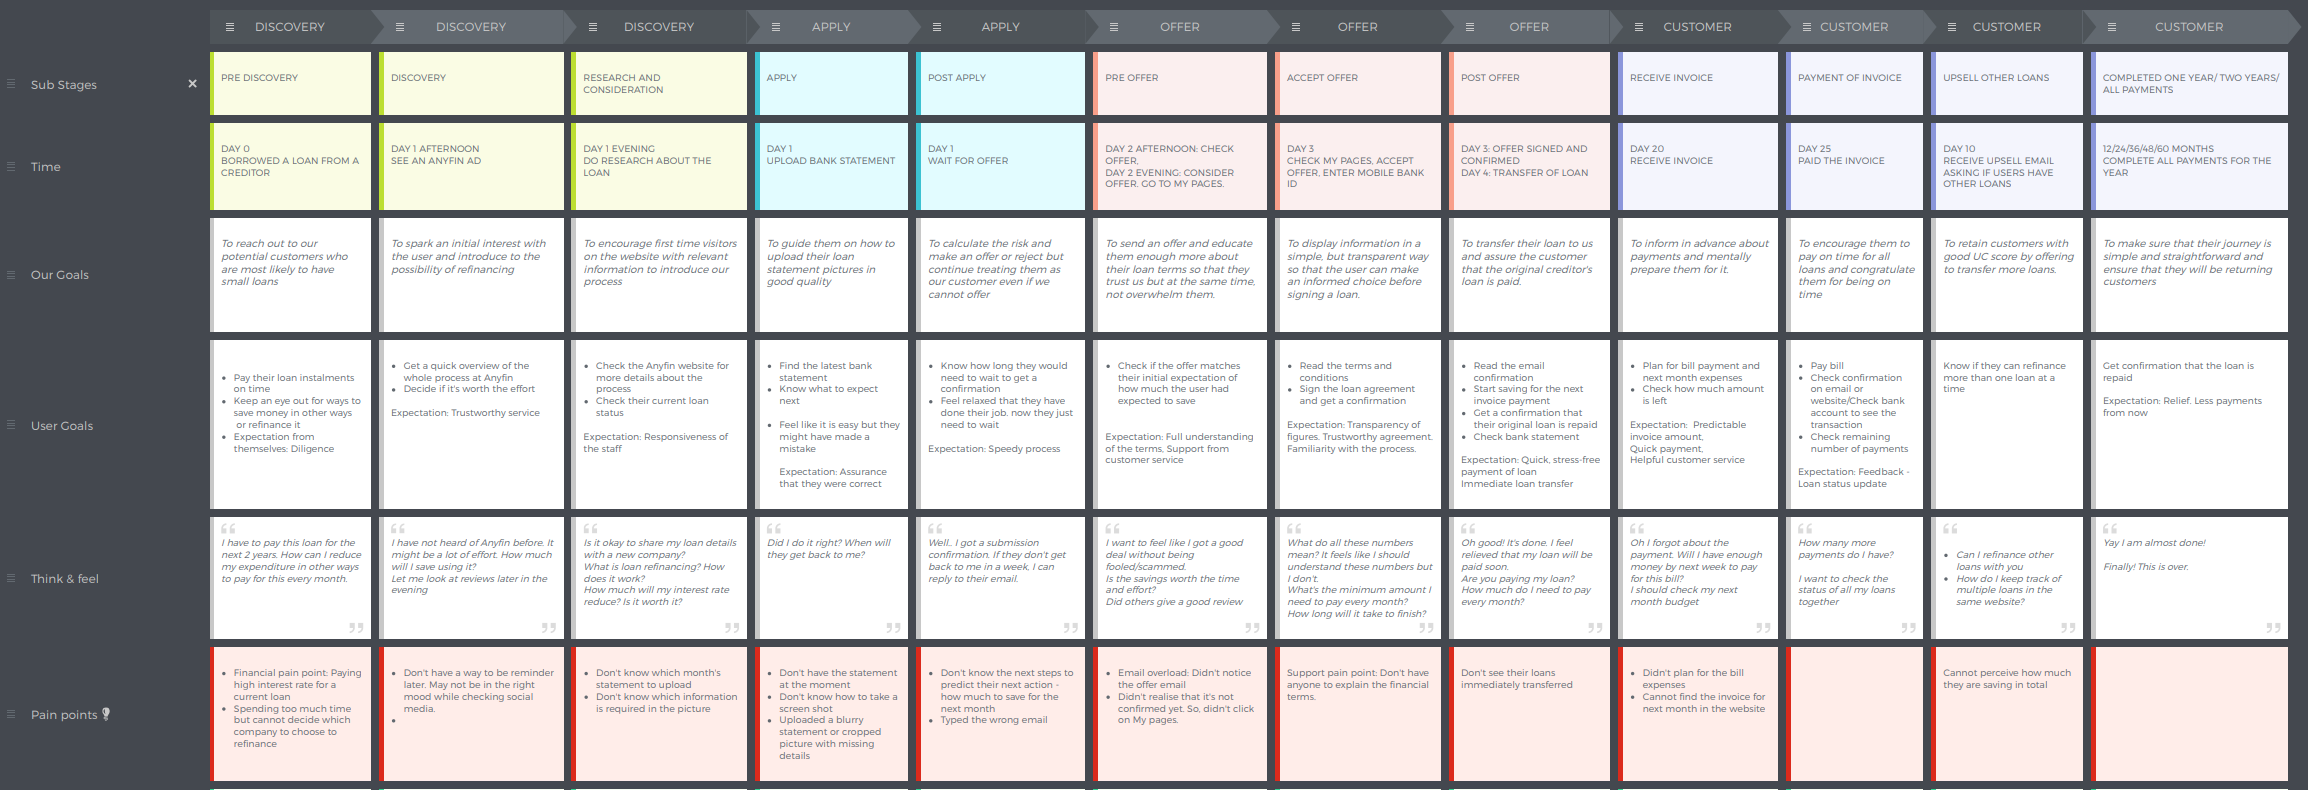 DISCOVERY
DISCOVERY
DISCOVERY
APPLY
APPLY
OFFER
OFFER
OFFER
CUSTOMER
CUSTOMER
CUSTOMER
CUSTOMER
Sub Stages
PRE DISCOVERY
DISCOVERY
RESEARCH AND
CONSIDERATION
APPLY
POST APPLY
PRE OFFER
ACCEPT OFFER
POST OFFER
RECEIVE INVOICE
PAYMENT OF INVOICE
UPSELL OTHER LOANS
COMPLETED ONE YEAR/ TWO YEARS/
ALL PAYMENTS
Time
DAY 0
BORROWED A LOAN FROM A
CREDITOR
DAY 1 AFTERNOON
SEE AN ANYFIN AD
DAY 1 EVENING
DO RESEARCH ABOUT THE
LOAN
DAY 1
UPLOAD BANK STATEMENT
DAY 1
WAIT FOR OFFER
DAY 2 AFTERNOON: CHECK
OFFER,
DAY 2 EVENING: CONSIDER
OFFER. GO TO MY PAGES.
DAY 3
CHECK MY PAGES, ACCEPT
OFFER, ENTER MOBILE BANK
ID
DAY 3: OFFER SIGNED AND
CONFIRMED
DAY 4: TRANSFER OF LOAN
DAY 20
RECEIVE INVOICE
DAY 25
PAID THE INVOICE
DAY 10
RECEIVE UPSELL EMAIL
ASKING IF USERS HAVE
OTHER LOANS
12/24/36/48/60 MONTHS
COMPLETE ALL PAYMENTS FOR THE
YEAR
Our Goals
To reach out to our
potential customers who
are most likely to have
small loans
To spark an initial interest with
the user and introduce to the
possibility of refinancing
To encourage first time visitors
on the website with relevant
information to introduce our
process
To guide them on how to
upload their loan
statement pictures in
good quality
To calculate the risk and
make an offer or reject but
continue treating them as
our customer even if we
cannot offer
To send an offer and educate
them enough more about
their loan terms so that they
trust us but at the same time,
not overwhelm them.
To display information in a
simple, but transparent way
so that the user can make
an informed choice before
signing a loan.
To transfer their loan to us
and assure the customer
that the original creditor's
loan is paid.
To inform in advance about
payments and mentally
prepare them for it.
To encourage them to
pay on time for all
loans and congratulate
them for being on
time
To retain customers with
good UC score by offering
to transfer more loans.
To make sure that their journey is
simple and straightforward and
ensure that they will be returning
customers
User Goals
• Pay their loan instalments
on time
• Keep an eye out for ways to
save money in other ways
or refinance it
• Expectation from
themselves: Diligence
• Get a quick overview of the
whole process at Anyfin
• Decide if it's worth the effort
Expectation: Trustworthy service
• Check the Anyfin website for
more details about the
process
• Check their current loan
status
Expectation: Responsiveness of
the staff
• Find the latest bank
statement
• Know what to expect
next
• Feel like it is easy but they
might have made a
mistake
Expectation: Assurance
that they were correct
• Know how long they would
need to wait to get a
confirmation
• Feel relaxed that they have
done their job. now they just
need to wait
Expectation: Speedy process
• Check if the offer matches
their initial expectation of
how much the user had
expected to save
Expectation: Full understanding
of the terms, Support from
customer service
• Read the terms and
conditions
• Sign the loan agreement
and get a confirmation
Expectation: Transparency of
figures. Trustworthy agreement.
Familiarity with the process.
• Read the email
confirmation
• Start saving for the next
invoice payment
• Get a confirmation that
their original loan is repaid
• Check bank statement
Expectation: Quick, stress-free
payment of loan
Immediate loan transfer
• Plan for bill payment and
next month expenses
• Check how much amount
is left
Expectation: Predictable
invoice amount,
Quick payment,
Helpful customer service
• Pay bill
• Check confirmation
on email or
website/Check bank
account to see the
transaction
• Check remaining
number of payments
Expectation: Feedback -
Loan status update
Know if they can refinance
more than one loan at a
time
Get confirmation that the loan is
repaid
Expectation: Relief. Less payments
from now
Think & feel
I have to pay this loan for the
next 2 years. How can I reduce
my expenditure in other ways
to pay for this every month.
I have not heard of Anyfin before. It
might be a lot of effort. How much
will I save using it?
Let me look at reviews later in the
evening
Is it okay to share my loan details
with a new company?
What is loan refinancing? How
does it work?
How much will my interest rate
reduce? Is it worth it?
Did I do it right? When will
they get back to me?
Well.. I got a submission
confirmation. If they don't get
back to me in a week, I can
reply to their email.
I want to feel like I got a good
deal without being
fooled/scammed.
Is the savings worth the time
and effort?
Did others give a good review
What do all these numbers
mean? It feels like I should
understand these numbers but
I don't.
What's the minimum amount I
need to pay every month?
How long will it take to finish?
Oh good! It's done. I feel
relieved that my loan will be
paid soon.
Are you paying my loan?
How much do I need to pay
every month?
Oh I forgot about the
payment. Will I have enough
money by next week to pay
for this bill?
I should check my next
month budget
How many more
payments do I have?
I want to check the
status of all my loans
together
• Can I refinance other
loans with you
• How do I keep track of
multiple loans in the
same website?
Yay I am almost done!
Finally! This is over.
Pain points
• Financial pain point: Paying
high interest rate for a
current loan
• Spending too much time
but cannot decide which
company to choose to
refinance
• Don't have a way to be reminder
later. May not be in the right
mood while checking social
media.
•
• Don't know which month's
statement to upload
• Don't know which information
is required in the picture
• Don't have the statement
at the moment
• Don't know how to take a
screen shot
• Uploaded a blurry
statement or cropped
picture with missing
details
• Don't know the next steps to
predict their next action -
how much to save for the
next month
• Typed the wrong email
• Email overload: Didn't notice
the offer email
• Didn't realise that it's not
confirmed yet. So, didn't click
on My pages.
Support pain point: Don't have
anyone to explain the financial
terms.
Don't see their loans
immediately transferred
• Didn't plan for the bill
expenses
• Cannot find the invoice for
next month in the website
Cannot perceive how much
they are saving in total